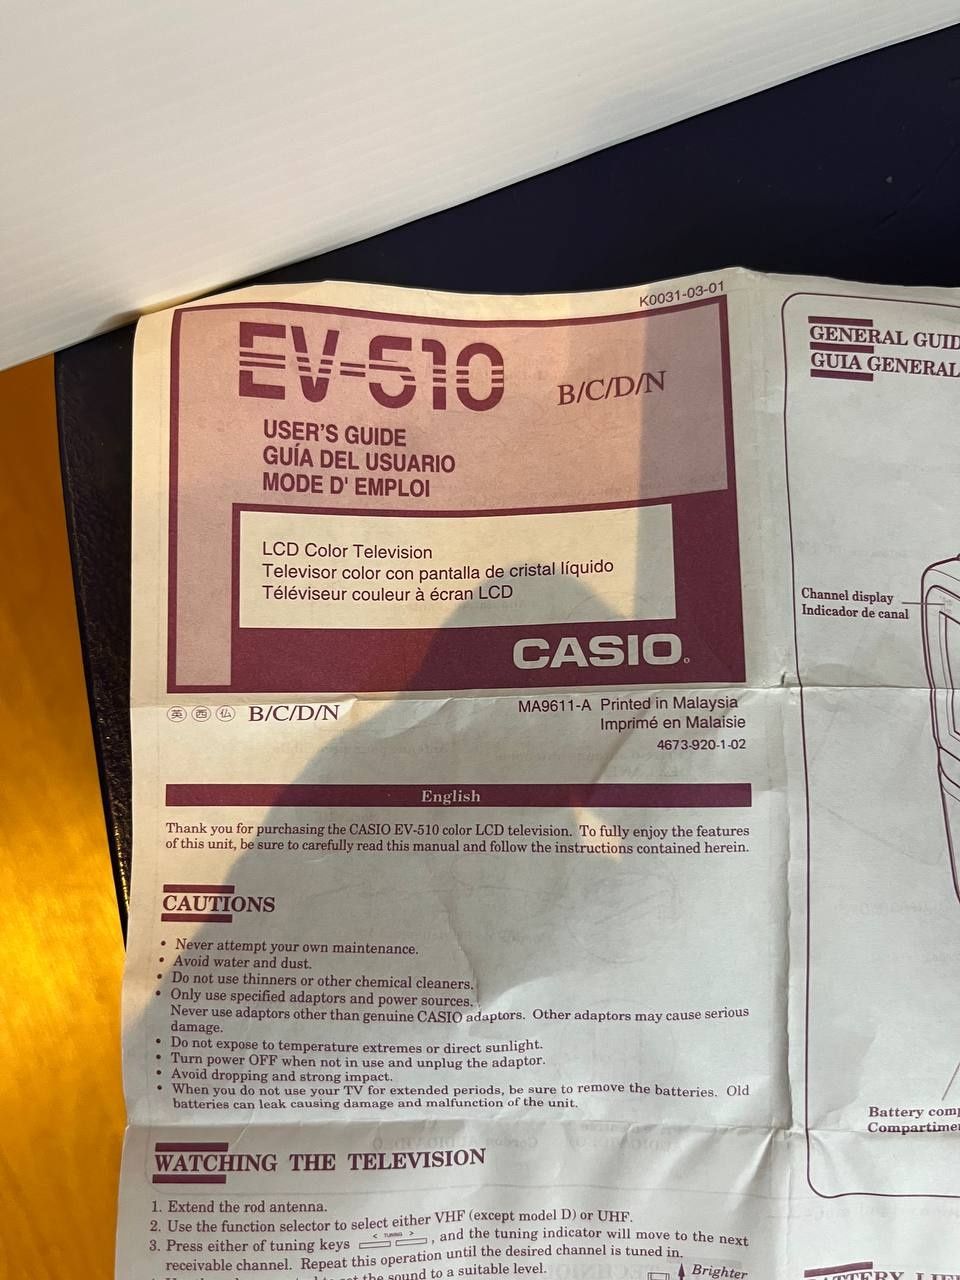 K0031-03-01
EV-510 B/C/D/N
USER'S GUIDE
GUÍA DEL USUARIO
MODE D' EMPLOI
LCD Color Television
Televisor color con pantalla de cristal líquido
Téléviseur couleur à écran LCD
CASIO
英 西 仏 B/C/D/N
MA9611-A Printed in Malaysia
Imprimé en Malaisie
4673-920-1-02
English
Thank you for purchasing the CASIO EV-510 color LCD television. To fully enjoy the features
of this unit, be sure to carefully read this manual and follow the instructions contained herein.
CAUTIONS
• Never attempt your own maintenance.
• Avoid water and dust.
• Do not use thinners or other chemical cleaners.
• Only use specified adaptors and power sources.
Never use adaptors other than genuine CASIO adaptors. Other adaptors may cause serious
damage.
• Do not expose to temperature extremes or direct sunlight.
• Turn power OFF when not in use and unplug the adaptor.
• Avoid dropping and strong impact.
• When you do not use your TV for extended periods, be sure to remove the batteries. Old
batteries can leak causing damage and malfunction of the unit.
WATCHING THE TELEVISION
1. Extend the rod antenna.
2. Use the function selector to select either VHF (except model D) or UHF.
3. Press either of tuning keys < TUNING >, and the tuning indicator will move to the next
receivable channel. Repeat this operation until the desired channel is tuned in.
the sound to a suitable level.
Brighter
GENERAL GUID
GUIA GENERAL
Channel display
Indicador de canal
Battery comp
Compartime